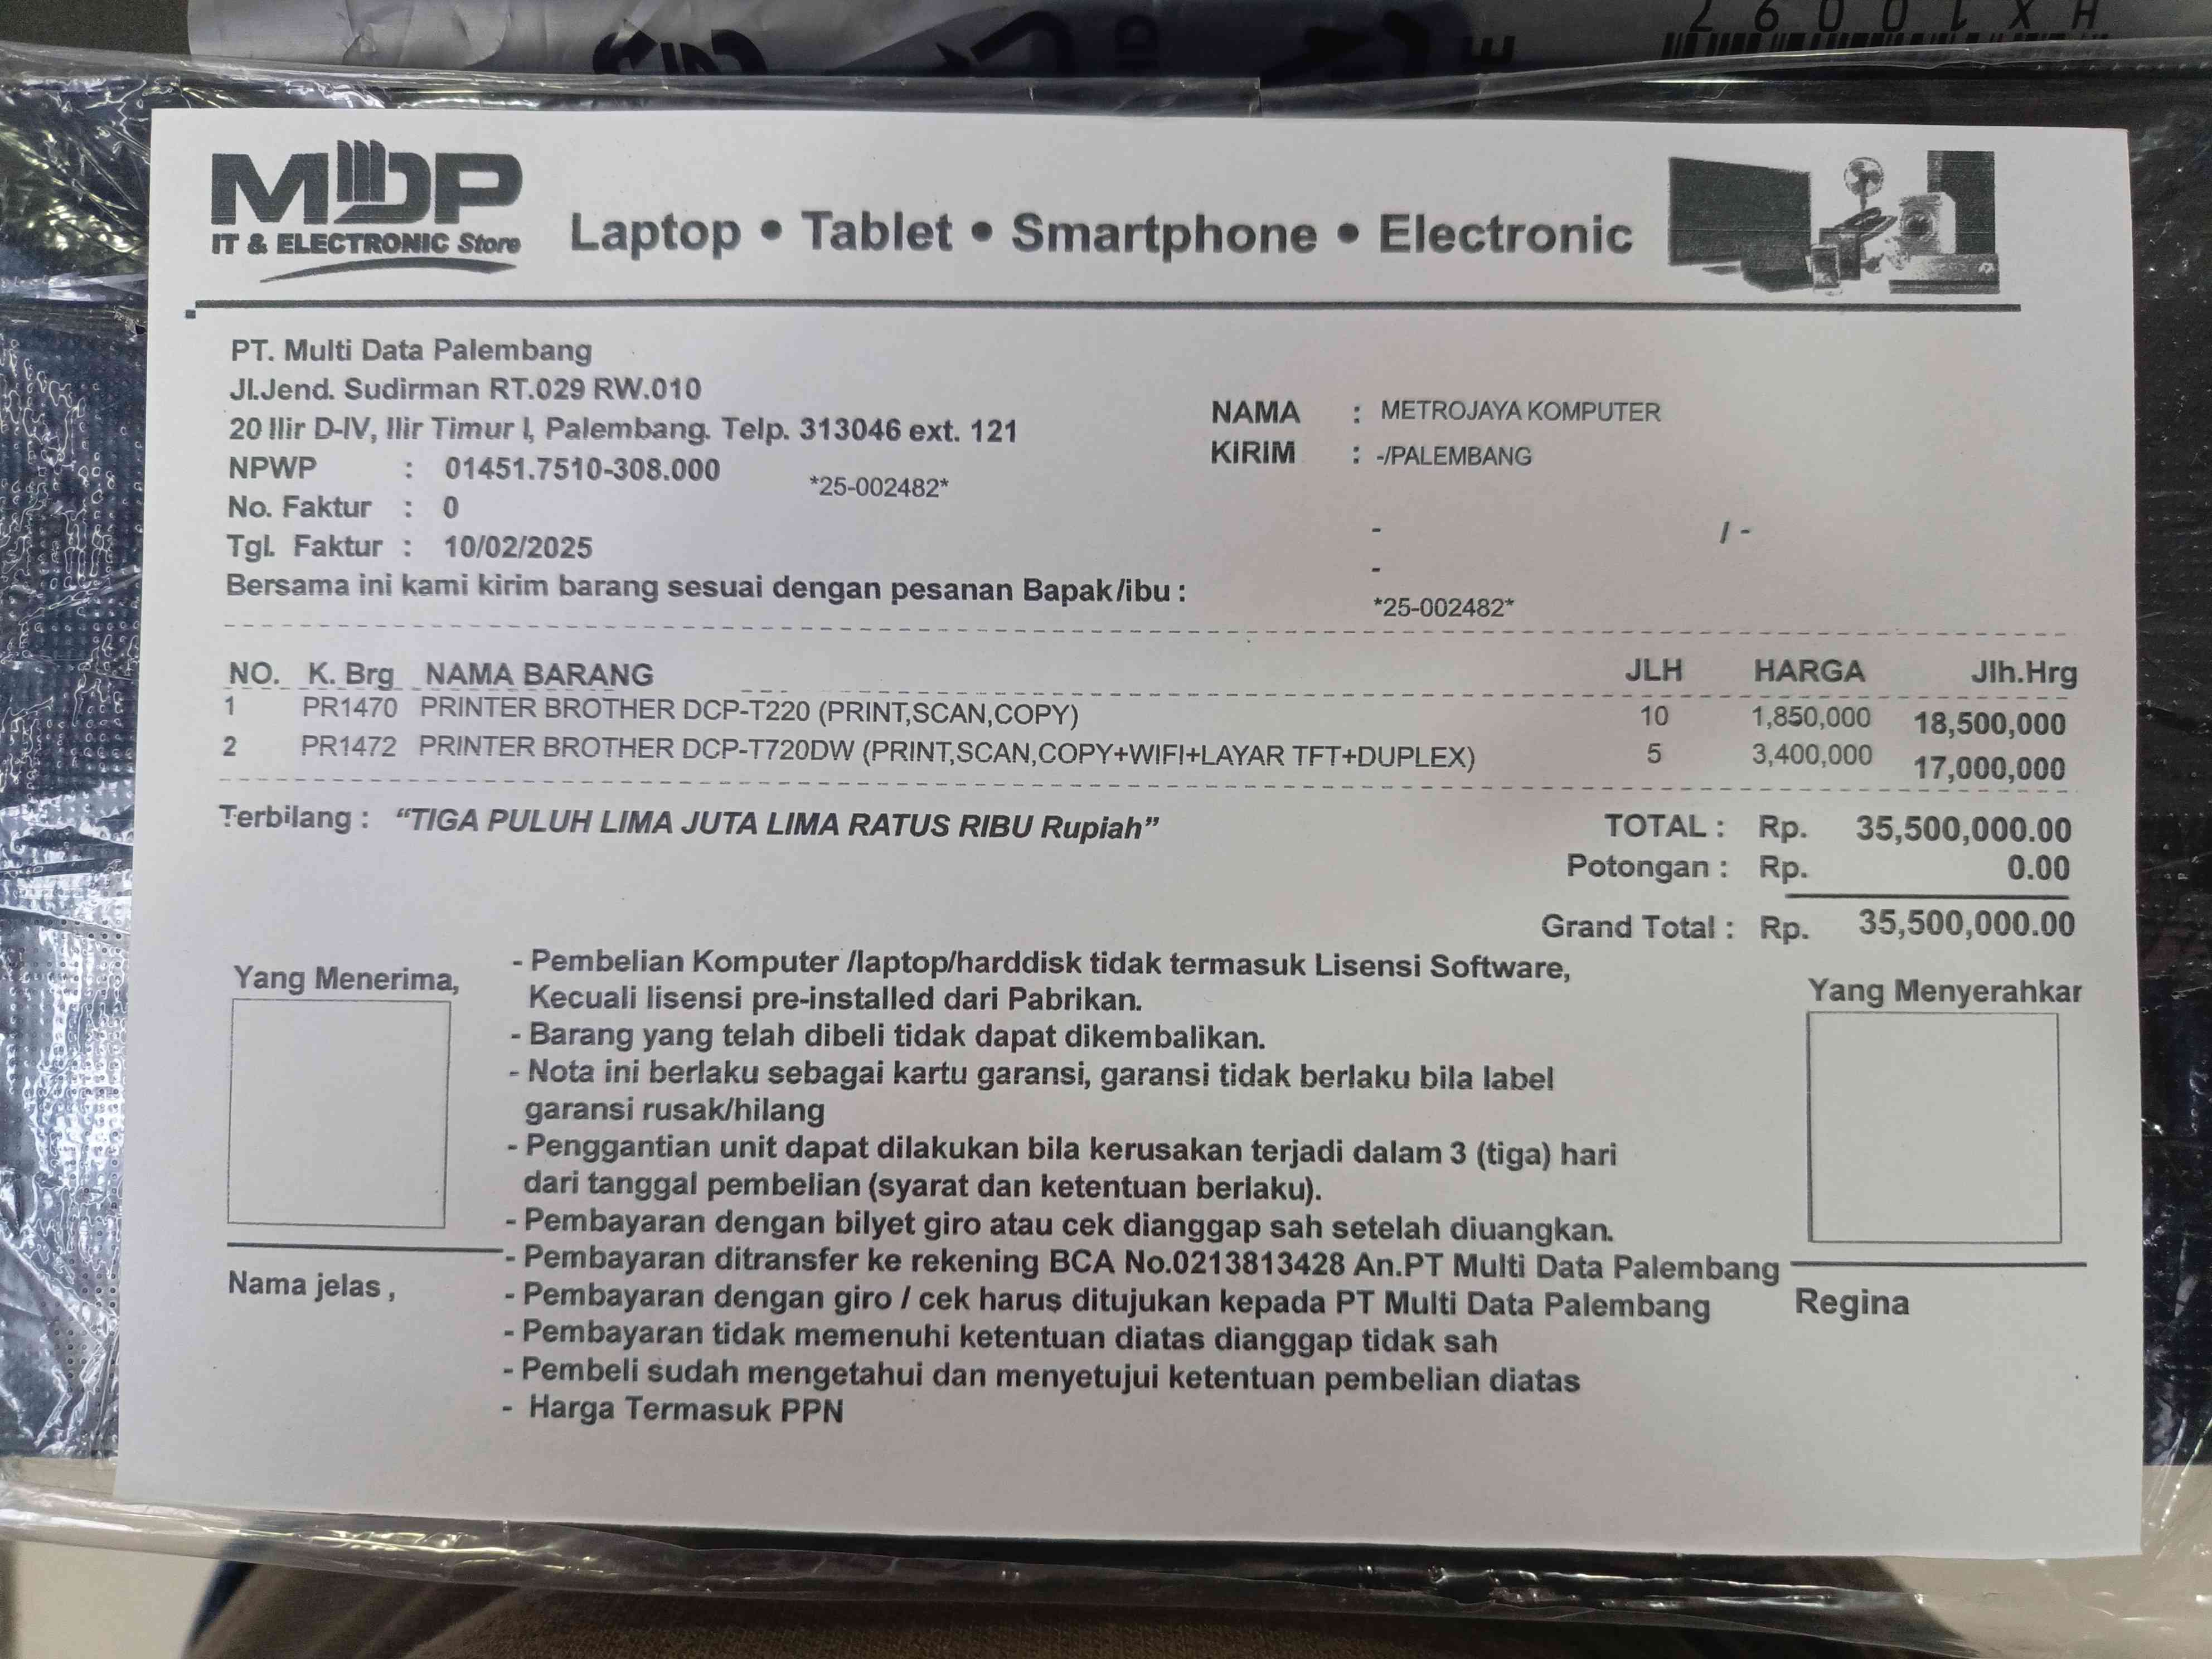 HX10097
MDP
IT & ELECTRONIC Store
Laptop • Tablet • Smartphone • Electronic
PT. Multi Data Palembang
Jl.Jend. Sudirman RT.029 RW.010
20 Ilir D-IV, Ilir Timur I, Palembang. Telp. 313046 ext. 121
NPWP : 01451.7510-308.000
*25-002482*
No. Faktur : 0
Tgl. Faktur : 10/02/2025
Bersama ini kami kirim barang sesuai dengan pesanan Bapak/ibu :
NAMA : METROJAYA KOMPUTER
KIRIM : -/PALEMBANG
- / -
-
*25-002482*
NO. K. Brg NAMA BARANG JLH HARGA Jlh.Hrg
1 PR1470 PRINTER BROTHER DCP-T220 (PRINT,SCAN,COPY) 10 1,850,000 18,500,000
2 PR1472 PRINTER BROTHER DCP-T720DW (PRINT,SCAN,COPY+WIFI+LAYAR TFT+DUPLEX) 5 3,400,000 17,000,000
Terbilang : “TIGA PULUH LIMA JUTA LIMA RATUS RIBU Rupiah”
TOTAL : Rp. 35,500,000.00
Potongan : Rp. 0.00
Grand Total : Rp. 35,500,000.00
Yang Menerima,
Nama jelas ,
- Pembelian Komputer /laptop/harddisk tidak termasuk Lisensi Software,
Kecuali lisensi pre-installed dari Pabrikan.
- Barang yang telah dibeli tidak dapat dikembalikan.
- Nota ini berlaku sebagai kartu garansi, garansi tidak berlaku bila label
garansi rusak/hilang
- Penggantian unit dapat dilakukan bila kerusakan terjadi dalam 3 (tiga) hari
dari tanggal pembelian (syarat dan ketentuan berlaku).
- Pembayaran dengan bilyet giro atau cek dianggap sah setelah diuangkan.
- Pembayaran ditransfer ke rekening BCA No.0213813428 An.PT Multi Data Palembang
- Pembayaran dengan giro / cek harus ditujukan kepada PT Multi Data Palembang
- Pembayaran tidak memenuhi ketentuan diatas dianggap tidak sah
- Pembeli sudah mengetahui dan menyetujui ketentuan pembelian diatas
- Harga Termasuk PPN
Yang Menyerahkar
Regina